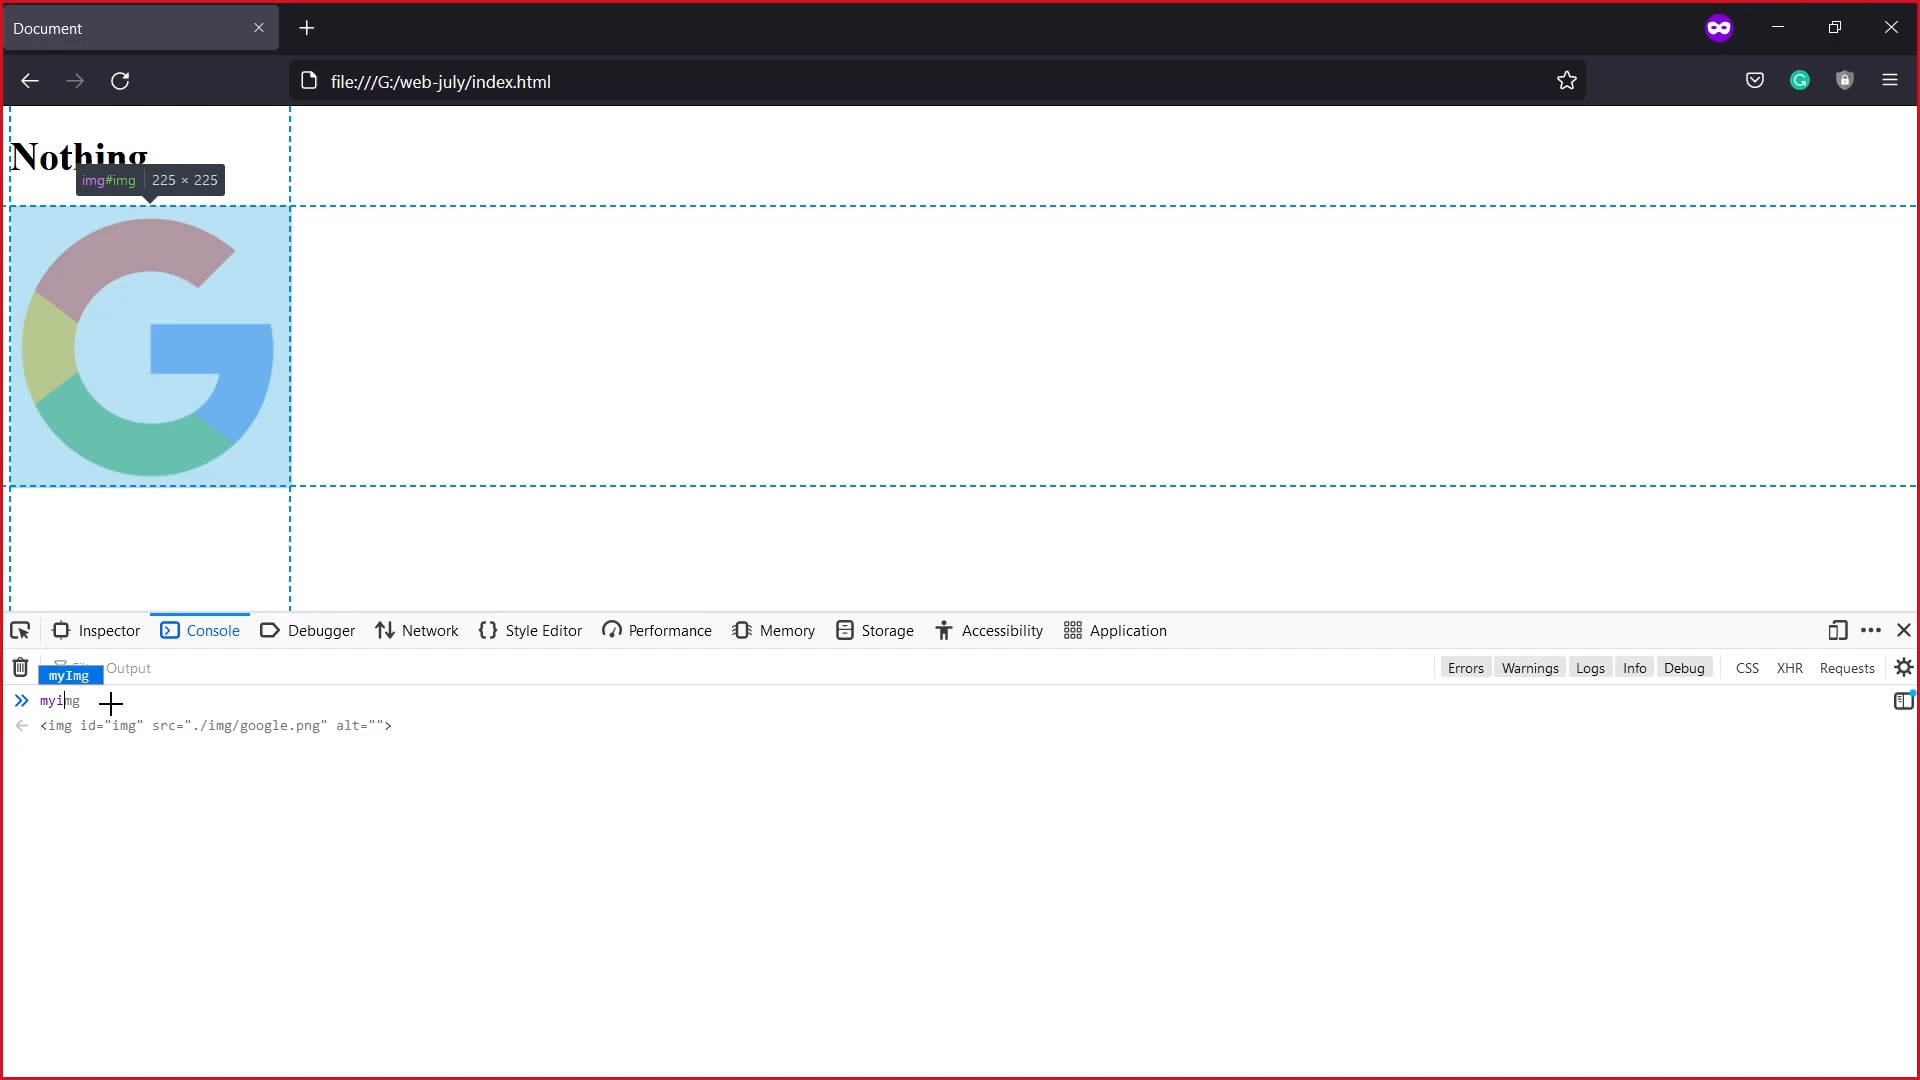 Document
file:///G:/web-july/index.html
Nothing
img#img 225 × 225
Inspector Console Debugger Network Style Editor Performance Memory Storage Accessibility Application
Output Errors Warnings Logs Info Debug CSS XHR Requests
myImg
myimg
<img id="img" src="./img/google.png" alt="">